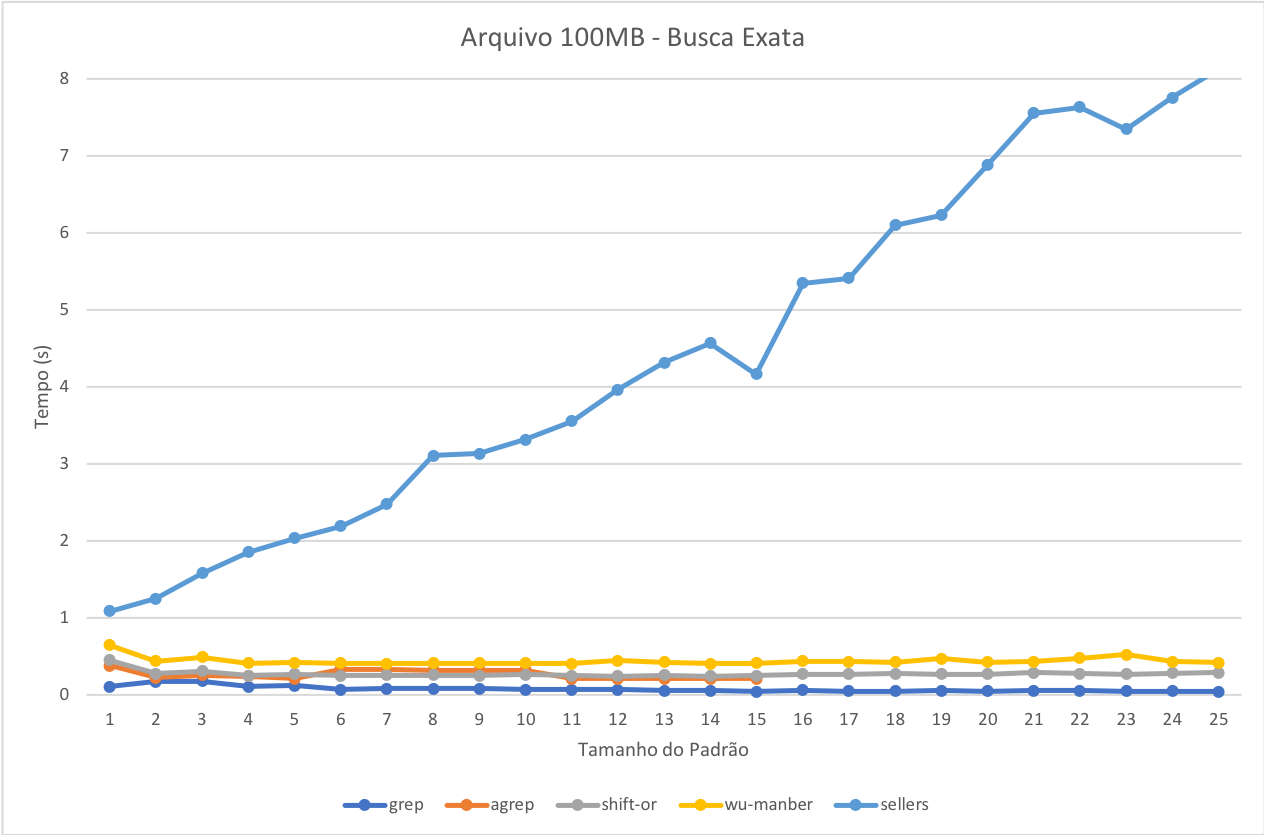 Arquivo 100MB - Busca Exata
8
7
6
5
4
3
2
1
0
Tempo (s)
1 2 3 4 5 6 7 8 9 10 11 12 13 14 15 16 17 18 19 20 21 22 23 24 25
Tamanho do Padrão
grep agrep shift-or wu-manber sellers